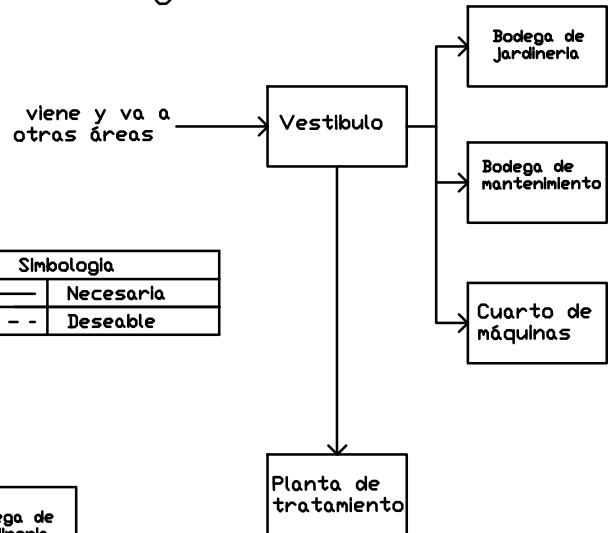 Bodega de
jardineria
viene y va a
otras áreas
Vestibulo
Bodega de
mantenimiento
Simbologia
Necesaria
Deseable
Cuarto de
máquinas
Planta de
tratamiento
de